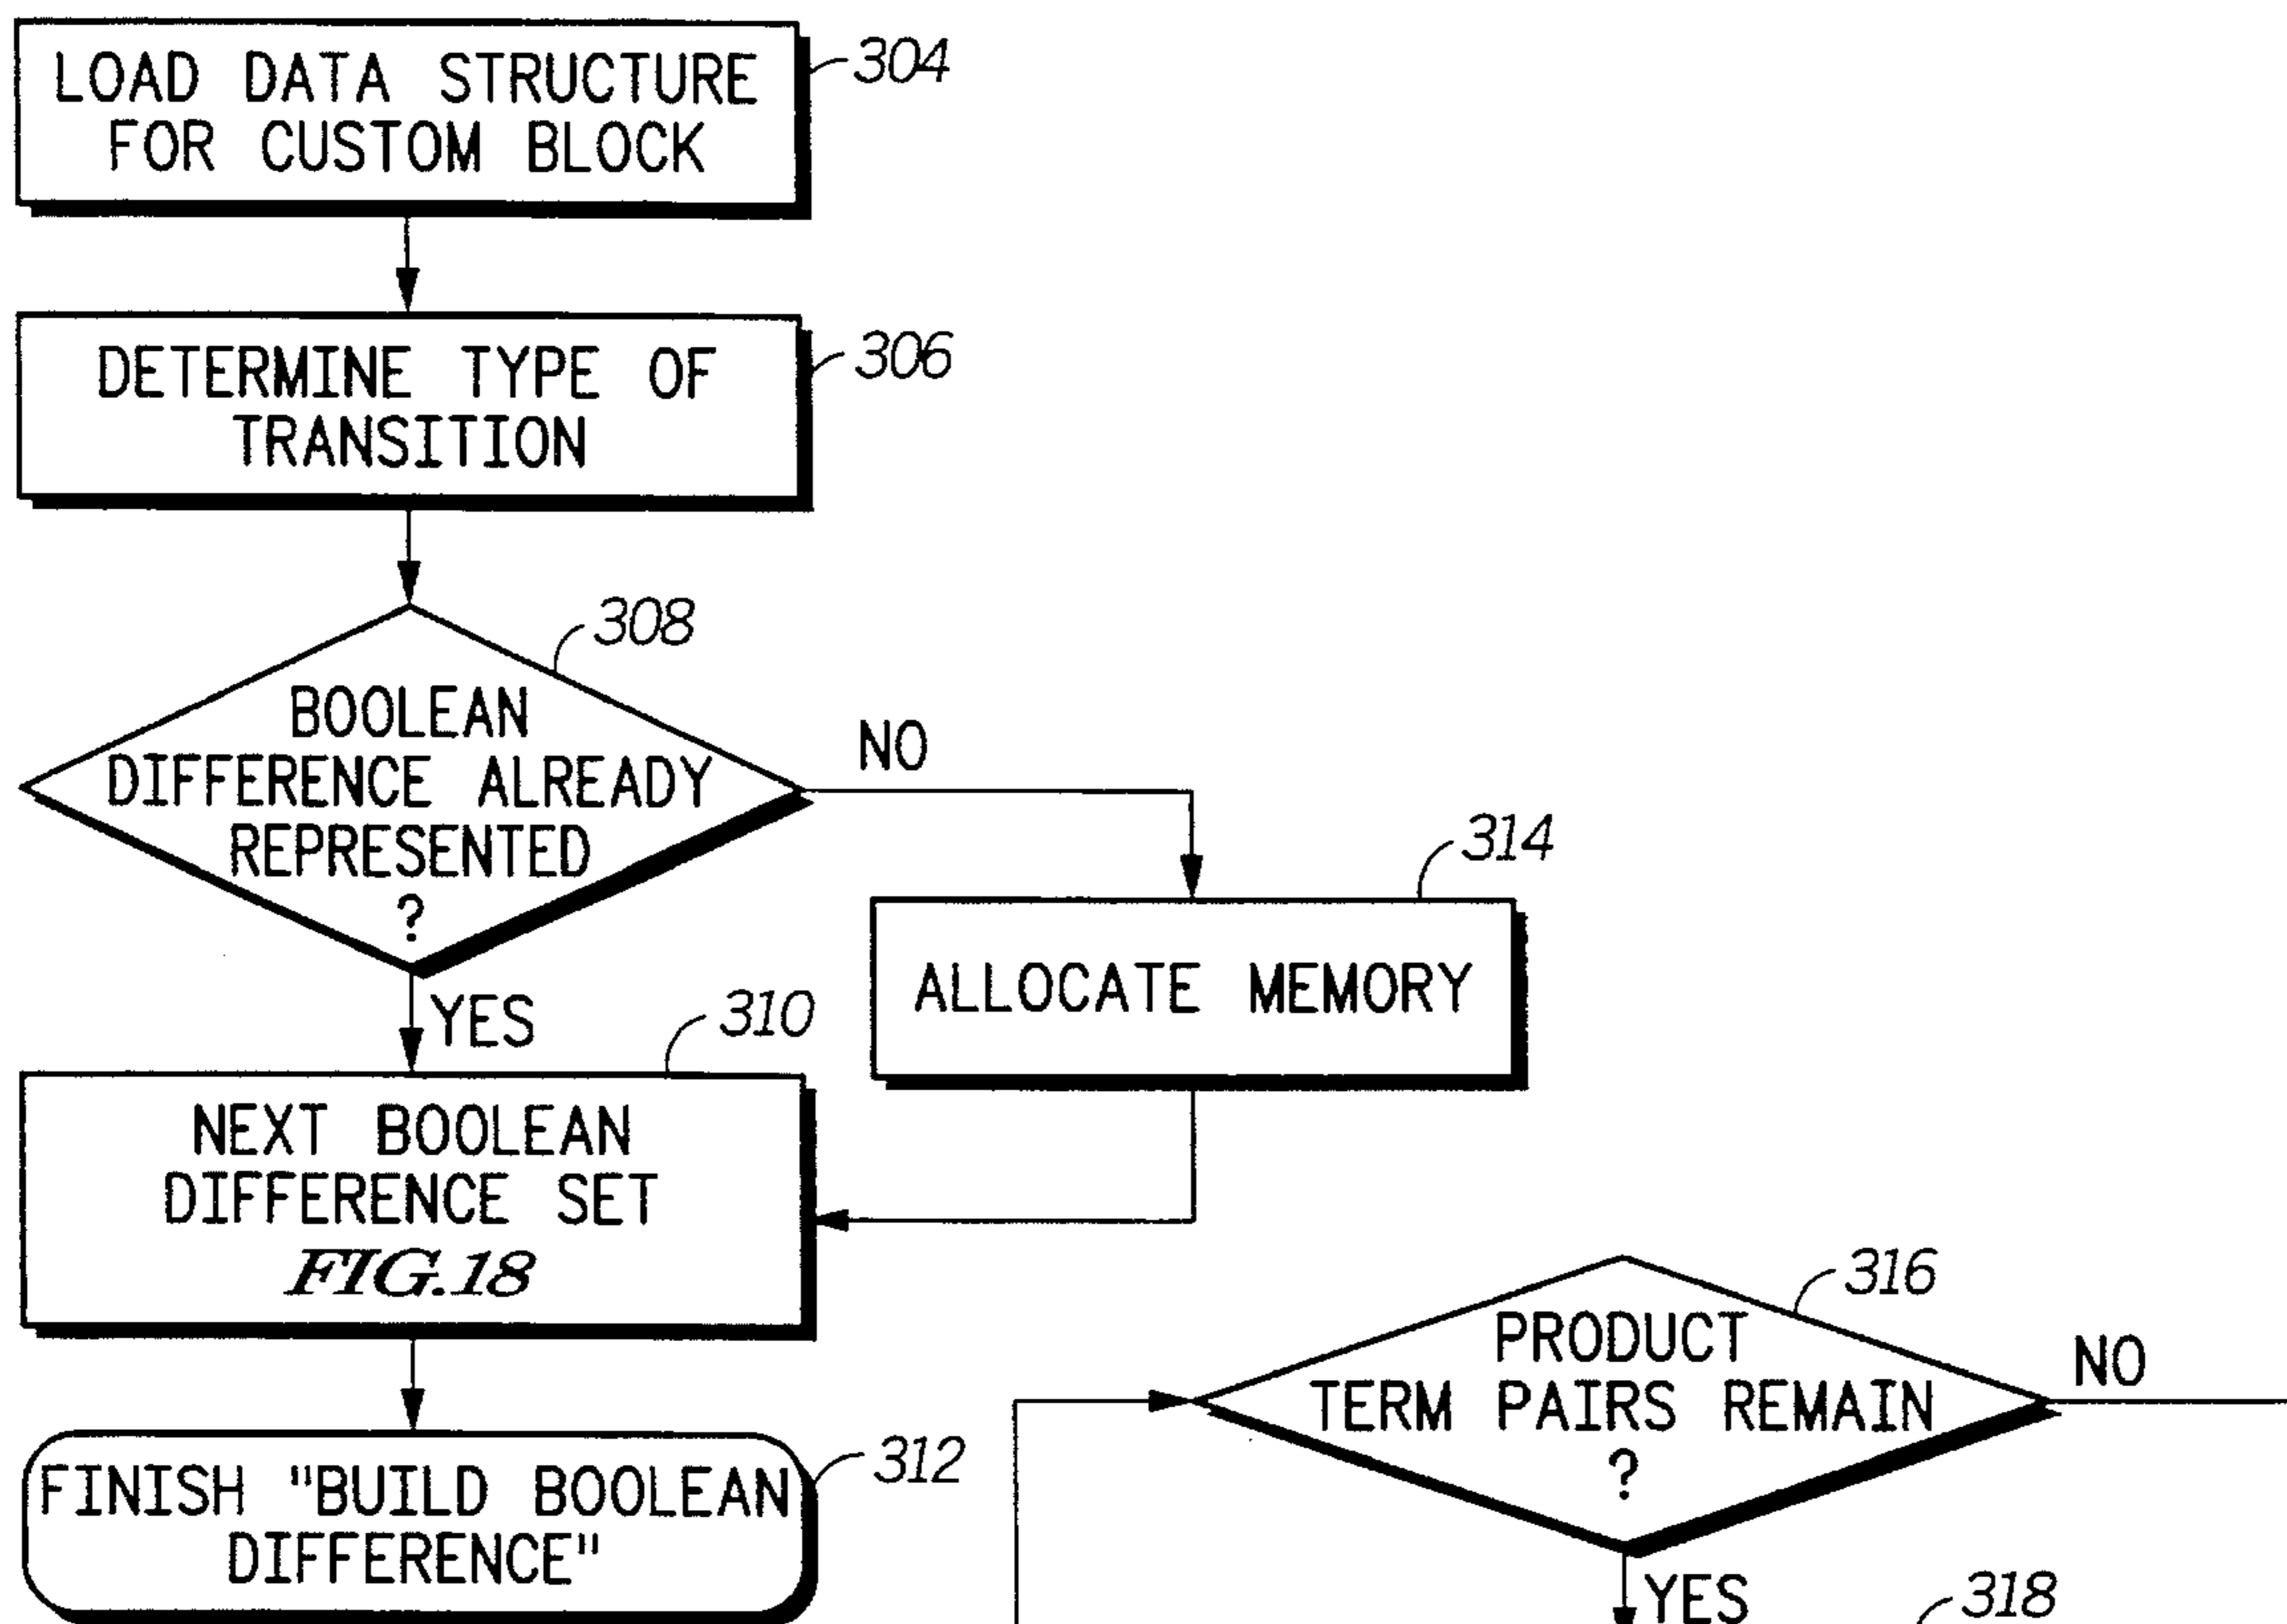 LOAD DATA STRUCTURE
FOR CUSTOM BLOCK
304
DETERMINE TYPE OF
TRANSITION
306
308
BOOLEAN
DIFFERENCE ALREADY
REPRESENTED
?
NO
YES
314
ALLOCATE MEMORY
310
NEXT BOOLEAN
DIFFERENCE SET
FIG.18
312
FINISH "BUILD BOOLEAN
DIFFERENCE"
316
PRODUCT
TERM PAIRS REMAIN
?
NO
YES
318